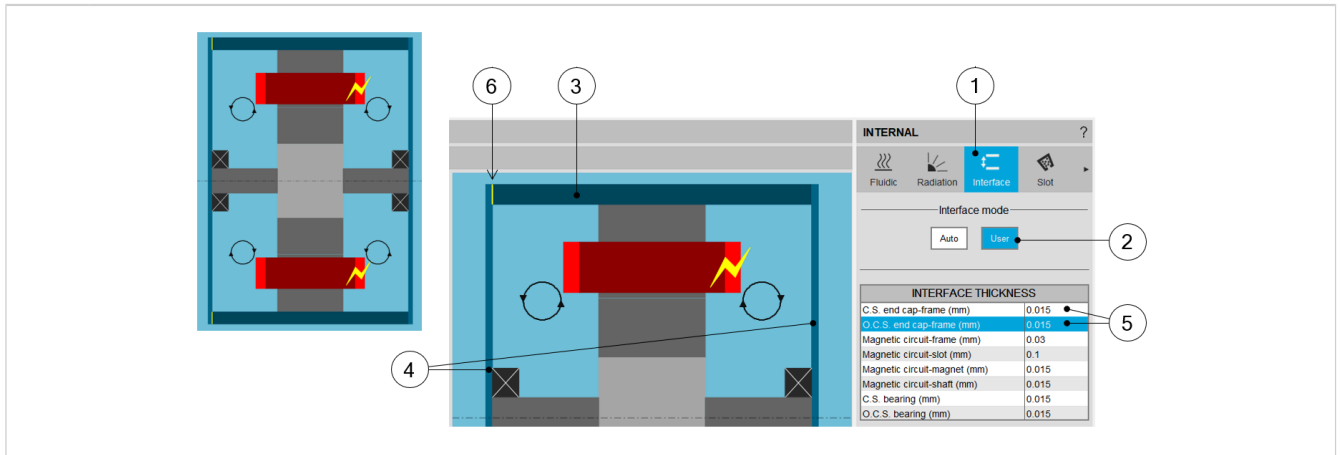 6
3
1
INTERNAL ?
Fluidic Radiation Interface Slot
Interface mode
Auto User
2
INTERFACE THICKNESS
C.S. end cap-frame (mm) 0.015
O.C.S. end cap-frame (mm) 0.015
5
Magnetic circuit-frame (mm) 0.03
Magnetic circuit-slot (mm) 0.1
4
Magnetic circuit-magnet (mm) 0.015
Magnetic circuit-shaft (mm) 0.015
C.S. bearing (mm) 0.015
O.C.S. bearing (mm) 0.015